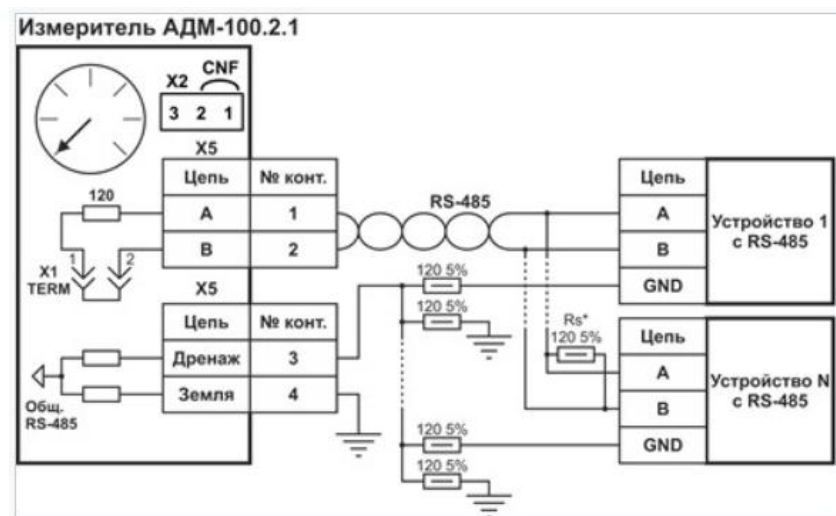 Измеритель АДМ-100.2.1
X2 CNF
3 2 1
X5
Цепь № конт.
120
A 1
B 2
1 2
X1
TERM
X5
Цепь № конт.
Дренаж 3
Земля 4
Общ.
RS-485
RS-485
120 5%
120 5%
Rs*
120 5%
120 5%
120 5%
Цепь
A
B
GND
Устройство 1
с RS-485
Цепь
A
B
GND
Устройство N
с RS-485